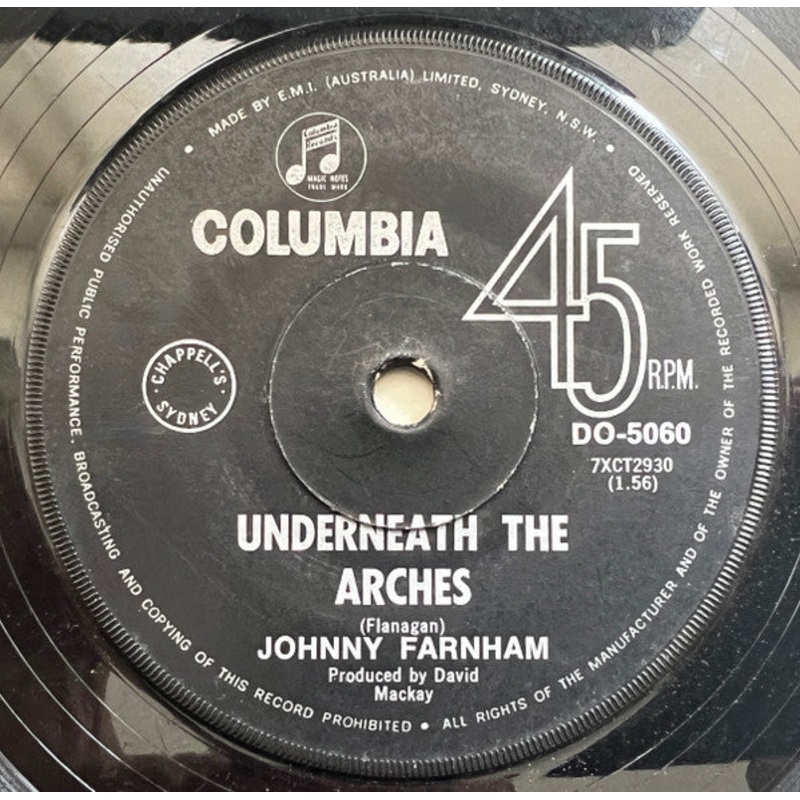 MADE BY E.M.I. (AUSTRALIA) LIMITED, SYDNEY. N.S.W. •
ALL RIGHTS OF THE MANUFACTURER AND OF THE OWNER OF THE RECORDED WORK RESERVED
UNAUTHORISED PUBLIC PERFORMANCE. BROADCASTING AND COPYING OF THIS RECORD PROHIBITED •
Columbia
Records
MAGIC NOTES
TRADE MARK
COLUMBIA
45
R.P.M.
CHAPPELL'S.
SYDNEY
DO-5060
7XCT2930
(1.56)
UNDERNEATH THE
ARCHES
(Flanagan)
JOHNNY FARNHAM
Produced by David
Mackay